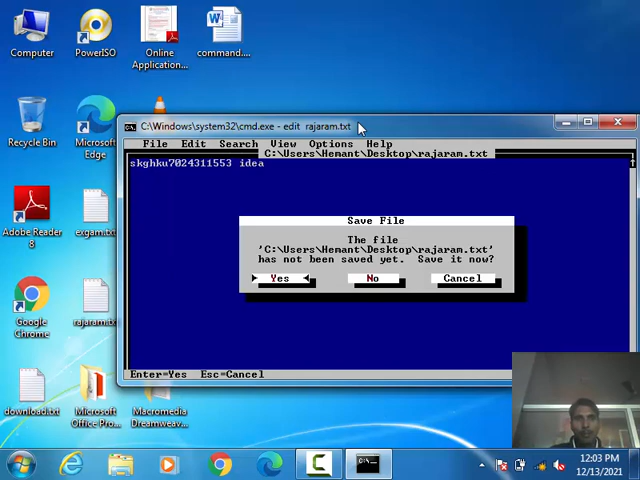 Computer
PowerISO
Online
Application...
command....
C:\Windows\system32\cmd.exe - edit rajaram.txt
File Edit Search View Options Help
C:\Users\Hemant\Desktop\rajaram.txt
skghku7024311553 idea
Save File
The file
'C:\Users\Hemant\Desktop\rajaram.txt'
has not been saved yet. Save it now?
Yes No Cancel
Enter=Yes Esc=Cancel
Recycle Bin
Microsoft
Edge
Adobe Reader
8
exgam.txt
Google
Chrome
rajarami.txt
download.txt
Microsoft
Office Pro...
Macromedia
Dreamweav...
12:03 PM
12/13/2021